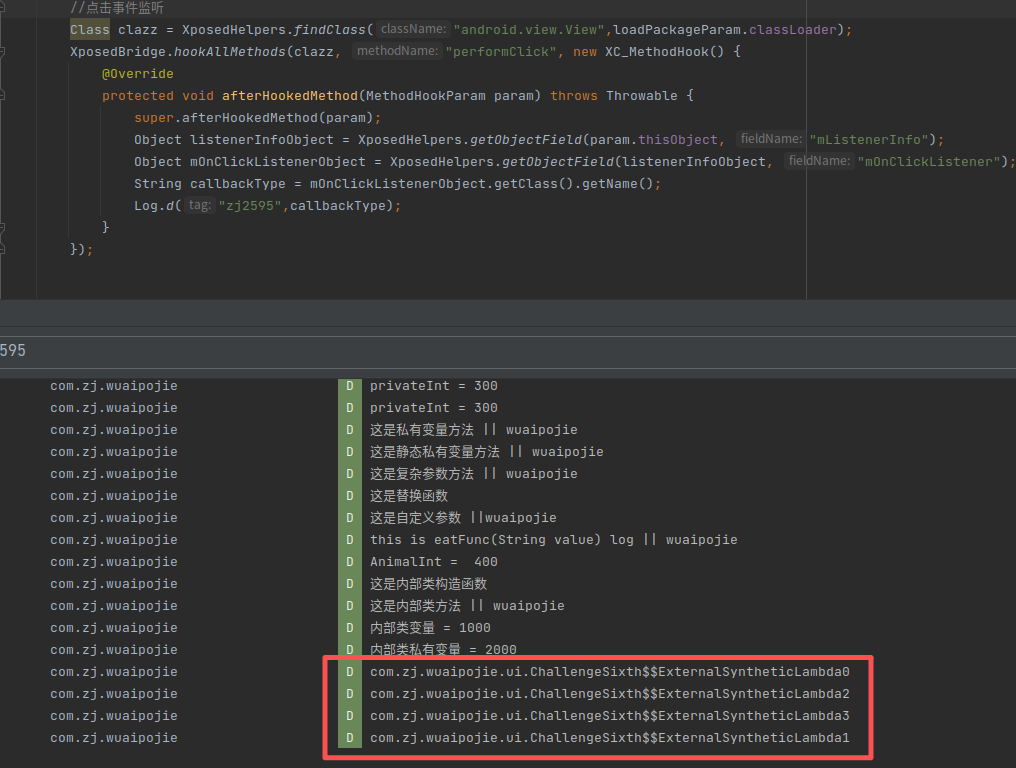 //点击事件监听
Class clazz = XposedHelpers.findClass( className: "android.view.View",loadPackageParam.classLoader);
XposedBridge.hookAllMethods(clazz, methodName: "performClick", new XC_MethodHook() {
@Override
protected void afterHookedMethod(MethodHookParam param) throws Throwable {
super.afterHookedMethod(param);
Object listenerInfoObject = XposedHelpers.getObjectField(param.thisObject, fieldName: "mListenerInfo");
Object mOnClickListenerObject = XposedHelpers.getObjectField(listenerInfoObject, fieldName: "mOnClickListener");
String callbackType = mOnClickListenerObject.getClass().getName();
Log.d( tag: "zj2595",callbackType);
}
});
595
com.zj.wuaipojie D privateInt = 300
com.zj.wuaipojie D privateInt = 300
com.zj.wuaipojie D 这是私有变量方法 || wuaipojie
com.zj.wuaipojie D 这是静态私有变量方法 || wuaipojie
com.zj.wuaipojie D 这是复杂参数方法 || wuaipojie
com.zj.wuaipojie D 这是替换函数
com.zj.wuaipojie D 这是自定义参数 ||wuaipojie
com.zj.wuaipojie D this is eatFunc(String value) log || wuaipojie
com.zj.wuaipojie D AnimalInt =  400
com.zj.wuaipojie D 这是内部类构造函数
com.zj.wuaipojie D 这是内部类方法 || wuaipojie
com.zj.wuaipojie D 内部类变量 = 1000
com.zj.wuaipojie D 内部类私有变量 = 2000
com.zj.wuaipojie D com.zj.wuaipojie.ui.ChallengeSixth$$ExternalSyntheticLambda0
com.zj.wuaipojie D com.zj.wuaipojie.ui.ChallengeSixth$$ExternalSyntheticLambda2
com.zj.wuaipojie D com.zj.wuaipojie.ui.ChallengeSixth$$ExternalSyntheticLambda3
com.zj.wuaipojie D com.zj.wuaipojie.ui.ChallengeSixth$$ExternalSyntheticLambda1